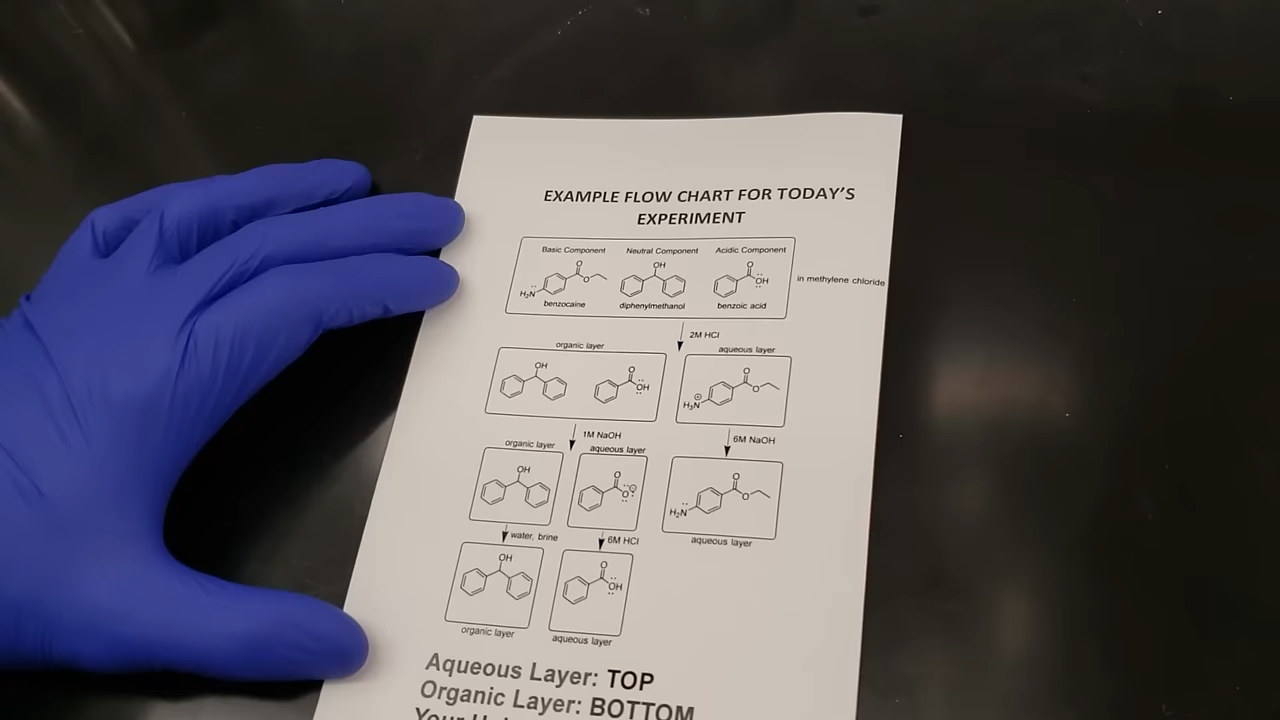 EXAMPLE FLOW CHART FOR TODAY'S
EXPERIMENT
Basic Component Neutral Component Acidic Component
O OH O
O OH
H₂N
in methylene chloride
benzocaine diphenylmethanol benzoic acid
2M HCl
organic layer aqueous layer
OH O O
OH O
H₃N⊕
1M NaOH 6M NaOH
organic layer aqueous layer
OH O O
O⊖ O
H₂N
water, brine 6M HCl aqueous layer
OH O
OH
organic layer aqueous layer
Aqueous Layer: TOP
Organic Layer: BOTTOM
Your